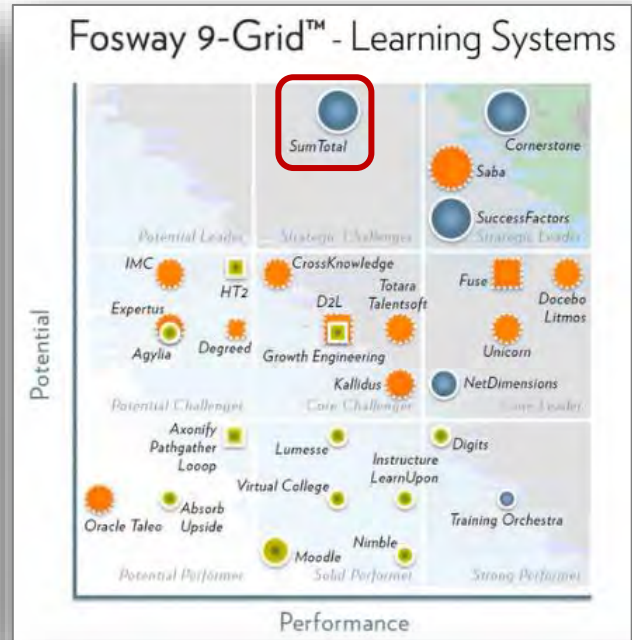 Fosway 9-Grid™ - Learning Systems
SumTotal
Cornerstone
Saba
SuccessFactors
Potential Leader
Strategic Challenger
Strategic Leader
IMC
HT2
CrossKnowledge
Fuse
Docebo
Litmos
Expertus
Agylia
Degreed
D2L
Growth Engineering
Totara
Talentsoft
Unicorn
Kallidus
NetDimensions
Potential Challenger
Core Challenger
Core Leader
Axonify
Pathgather
Looop
Lumesse
Digits
Instructure
LearnUpon
Virtual College
Oracle Taleo
Absorb
Upside
Training Orchestra
Moodle
Nimble
Potential Performer
Solid Performer
Strong Performer
Potential
Performance